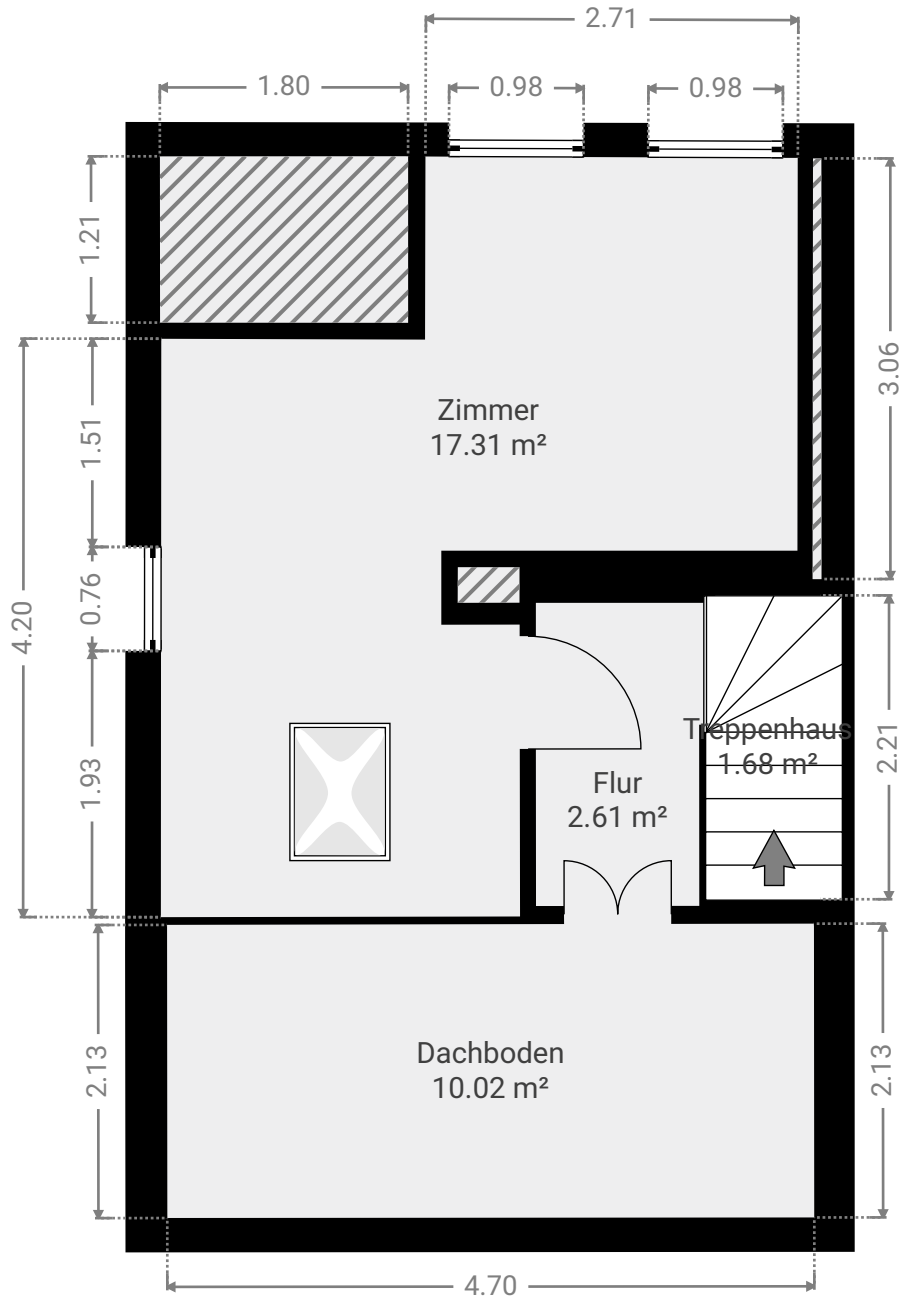 2.71
1.80
0.98
0.98
1.21
3.06
Zimmer
17.31 m²
1.51
0.76
4.20
1.93
Treppenhaus
1.68 m²
2.21
Flur
2.61 m²
2.13
Dachboden
10.02 m²
2.13
4.70